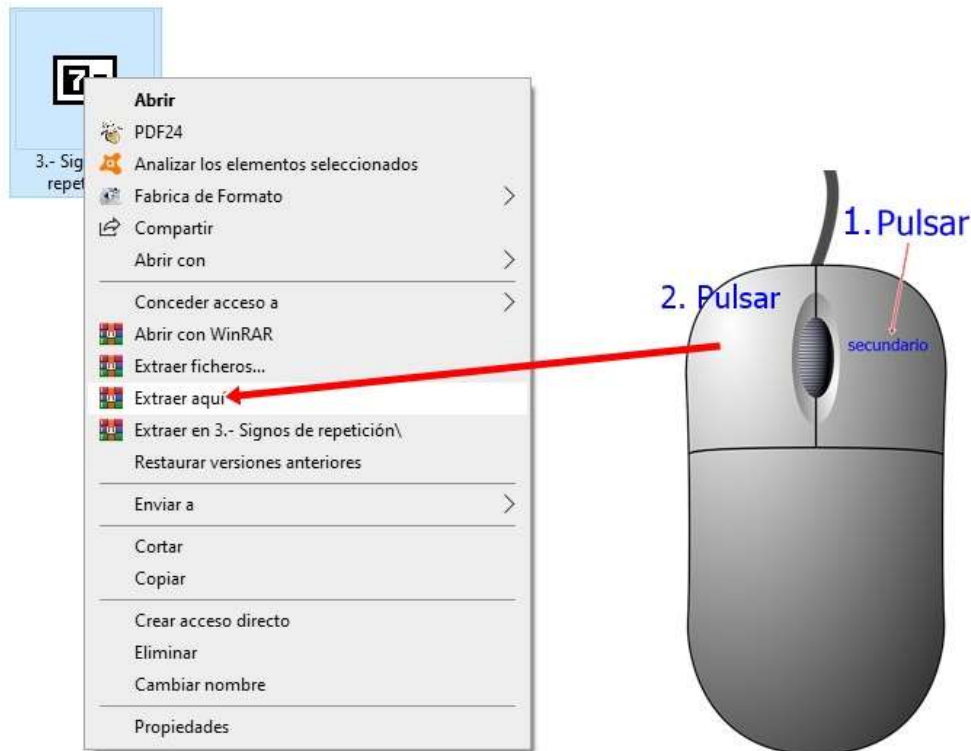 3.- Sig
repet
Abrir
PDF24
Analizar los elementos seleccionados
Fabrica de Formato
Compartir
Abrir con
Conceder acceso a
Abrir con WinRAR
Extraer ficheros...
Extraer aquí
Extraer en 3.- Signos de repetición\
Restaurar versiones anteriores
Enviar a
Cortar
Copiar
Crear acceso directo
Eliminar
Cambiar nombre
Propiedades
1. Pulsar
2. Pulsar
secundario